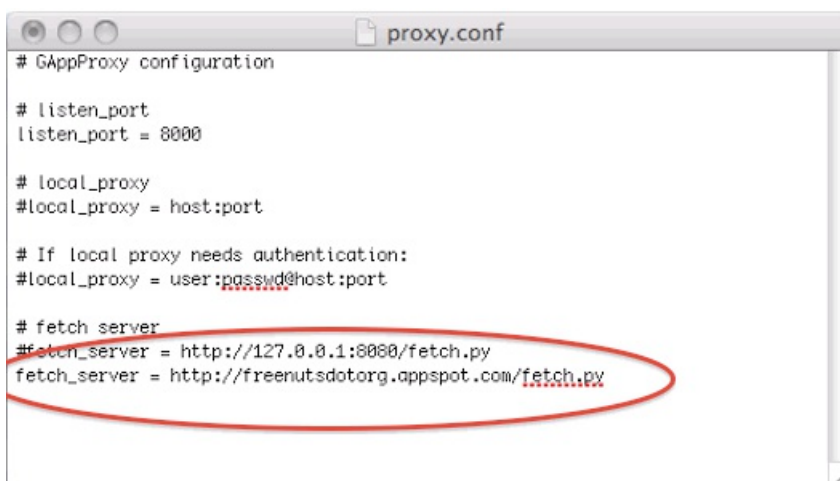 proxy.conf
# GAppProxy configuration
# listen_port
listen_port = 8000
# local_proxy
#local_proxy = host:port
# If local proxy needs authentication:
#local_proxy = user:passwd@host:port
# fetch server
#fetch_server = http://127.0.0.1:8080/fetch.py
fetch_server = http://freenutsdotorg.appspot.com/fetch.py